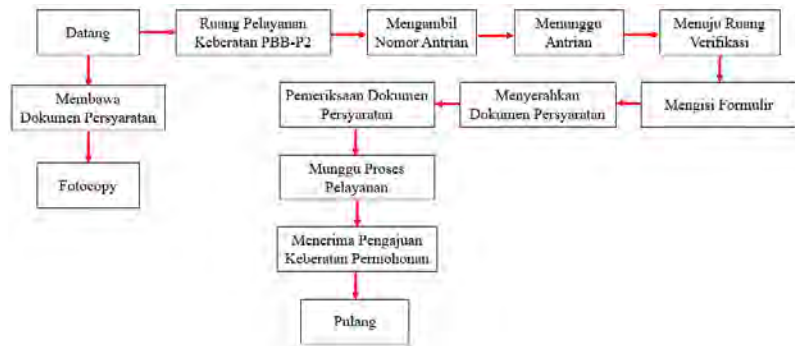 Datang
Ruang Pelayanan
Keberatan PBB-P2
Mengambil
Nomor Antrian
Menunggu
Antrian
Menuju Ruang
Verifikasi
Membawa
Dokumen Persyaratan
Pemeriksaan Dokumen
Persyaratan
Menyerahkan
Dokumen Persyaratan
Mengisi Formulir
Fotocopy
Munggu Proses
Pelayanan
Menerima Pengajuan
Keberatan Permohonan
Pulang